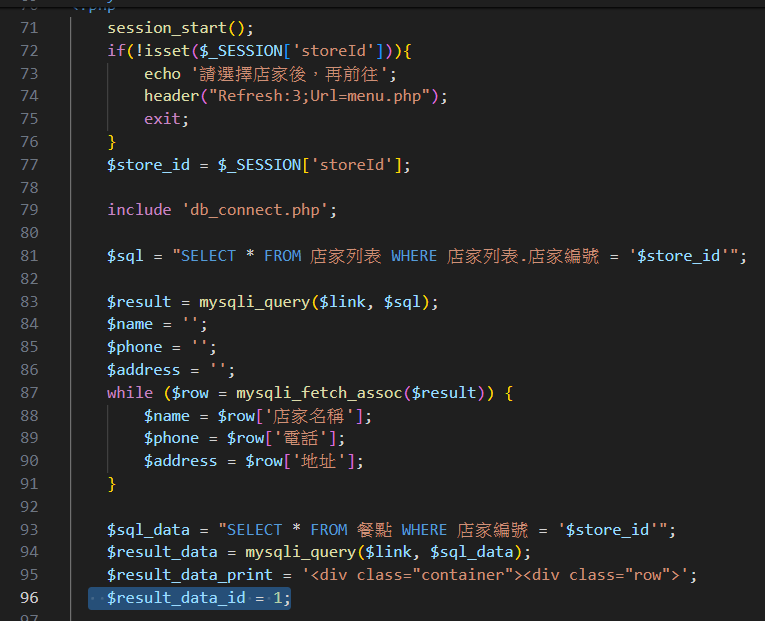 71 session_start();
72 if(!isset($_SESSION['storeId'])){
73 echo '請選擇店家後，再前往';
74 header("Refresh:3;Url=menu.php");
75 exit;
76 }
77 $store_id = $_SESSION['storeId'];
78
79 include 'db_connect.php';
80
81 $sql = "SELECT * FROM 店家列表 WHERE 店家列表.店家編號 = '$store_id'";
82
83 $result = mysqli_query($link, $sql);
84 $name = '';
85 $phone = '';
86 $address = '';
87 while ($row = mysqli_fetch_assoc($result)) {
88 $name = $row['店家名稱'];
89 $phone = $row['電話'];
90 $address = $row['地址'];
91 }
92
93 $sql_data = "SELECT * FROM 餐點 WHERE 店家編號 = '$store_id'";
94 $result_data = mysqli_query($link, $sql_data);
95 $result_data_print = '<div class="container"><div class="row">';
96 $result_data_id = 1;